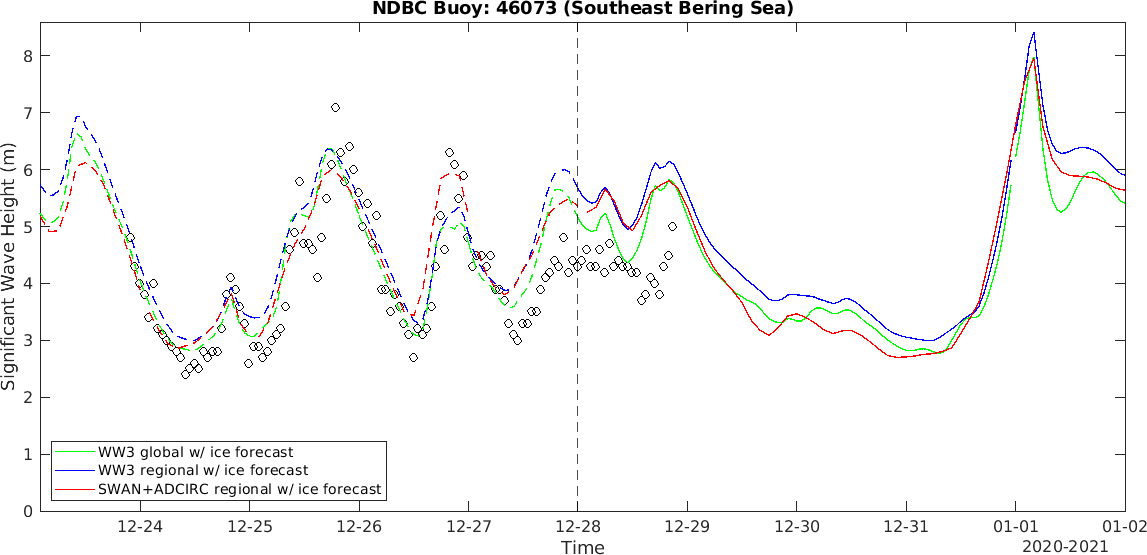 NDBC Buoy: 46073 (Southeast Bering Sea)
Significant Wave Height (m)
8
7
6
5
4
3
2
1
0
WW3 global w/ ice forecast
WW3 regional w/ ice forecast
SWAN+ADCIRC regional w/ ice forecast
12-24 12-25 12-26 12-27 12-28 12-29 12-30 12-31 01-01 01-02
Time
2020-2021